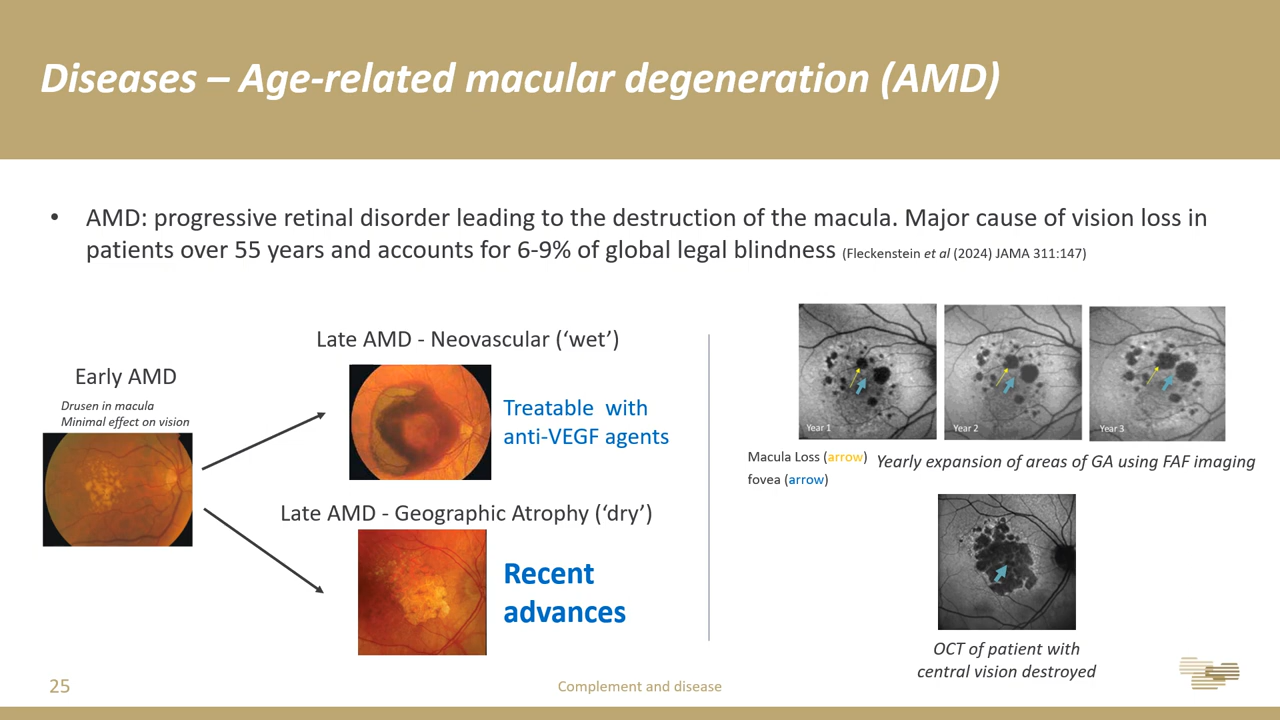 Diseases – Age-related macular degeneration (AMD)
• AMD: progressive retinal disorder leading to the destruction of the macula. Major cause of vision loss in
patients over 55 years and accounts for 6-9% of global legal blindness (Fleckenstein et al (2024) JAMA 311:147)
Early AMD
Drusen in macula
Minimal effect on vision
Late AMD - Neovascular (‘wet’)
Treatable with
anti-VEGF agents
Late AMD - Geographic Atrophy (‘dry’)
Recent
advances
Year 1
Year 2
Year 3
Macula Loss (arrow)
fovea (arrow)
Yearly expansion of areas of GA using FAF imaging
OCT of patient with
central vision destroyed
25
Complement and disease